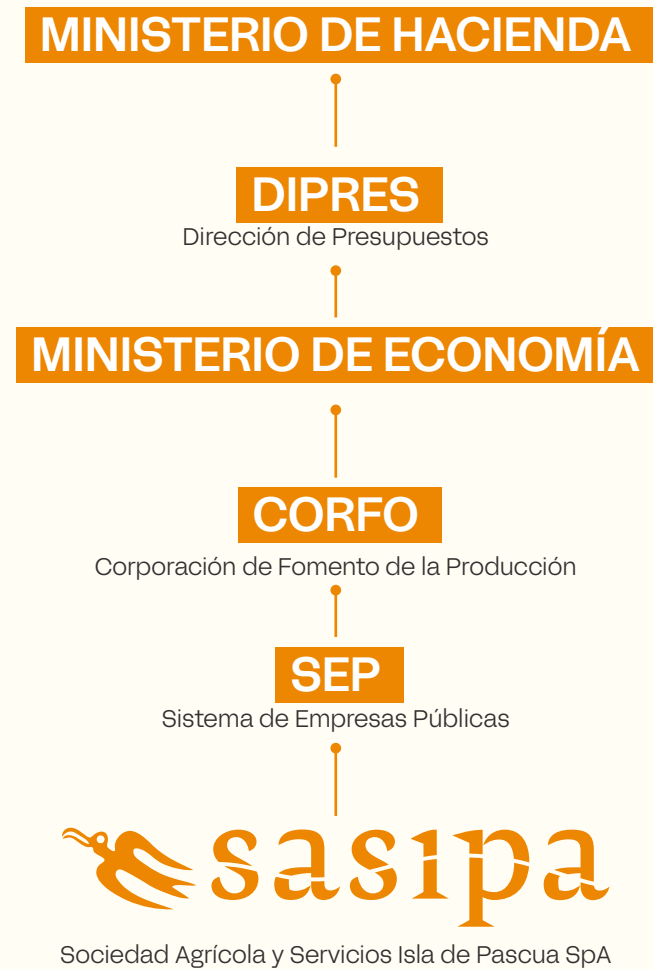 MINISTERIO DE HACIENDA
DIPRES
Dirección de Presupuestos
MINISTERIO DE ECONOMÍA
CORFO
Corporación de Fomento de la Producción
SEP
Sistema de Empresas Públicas
sasipa
Sociedad Agrícola y Servicios Isla de Pascua SpA